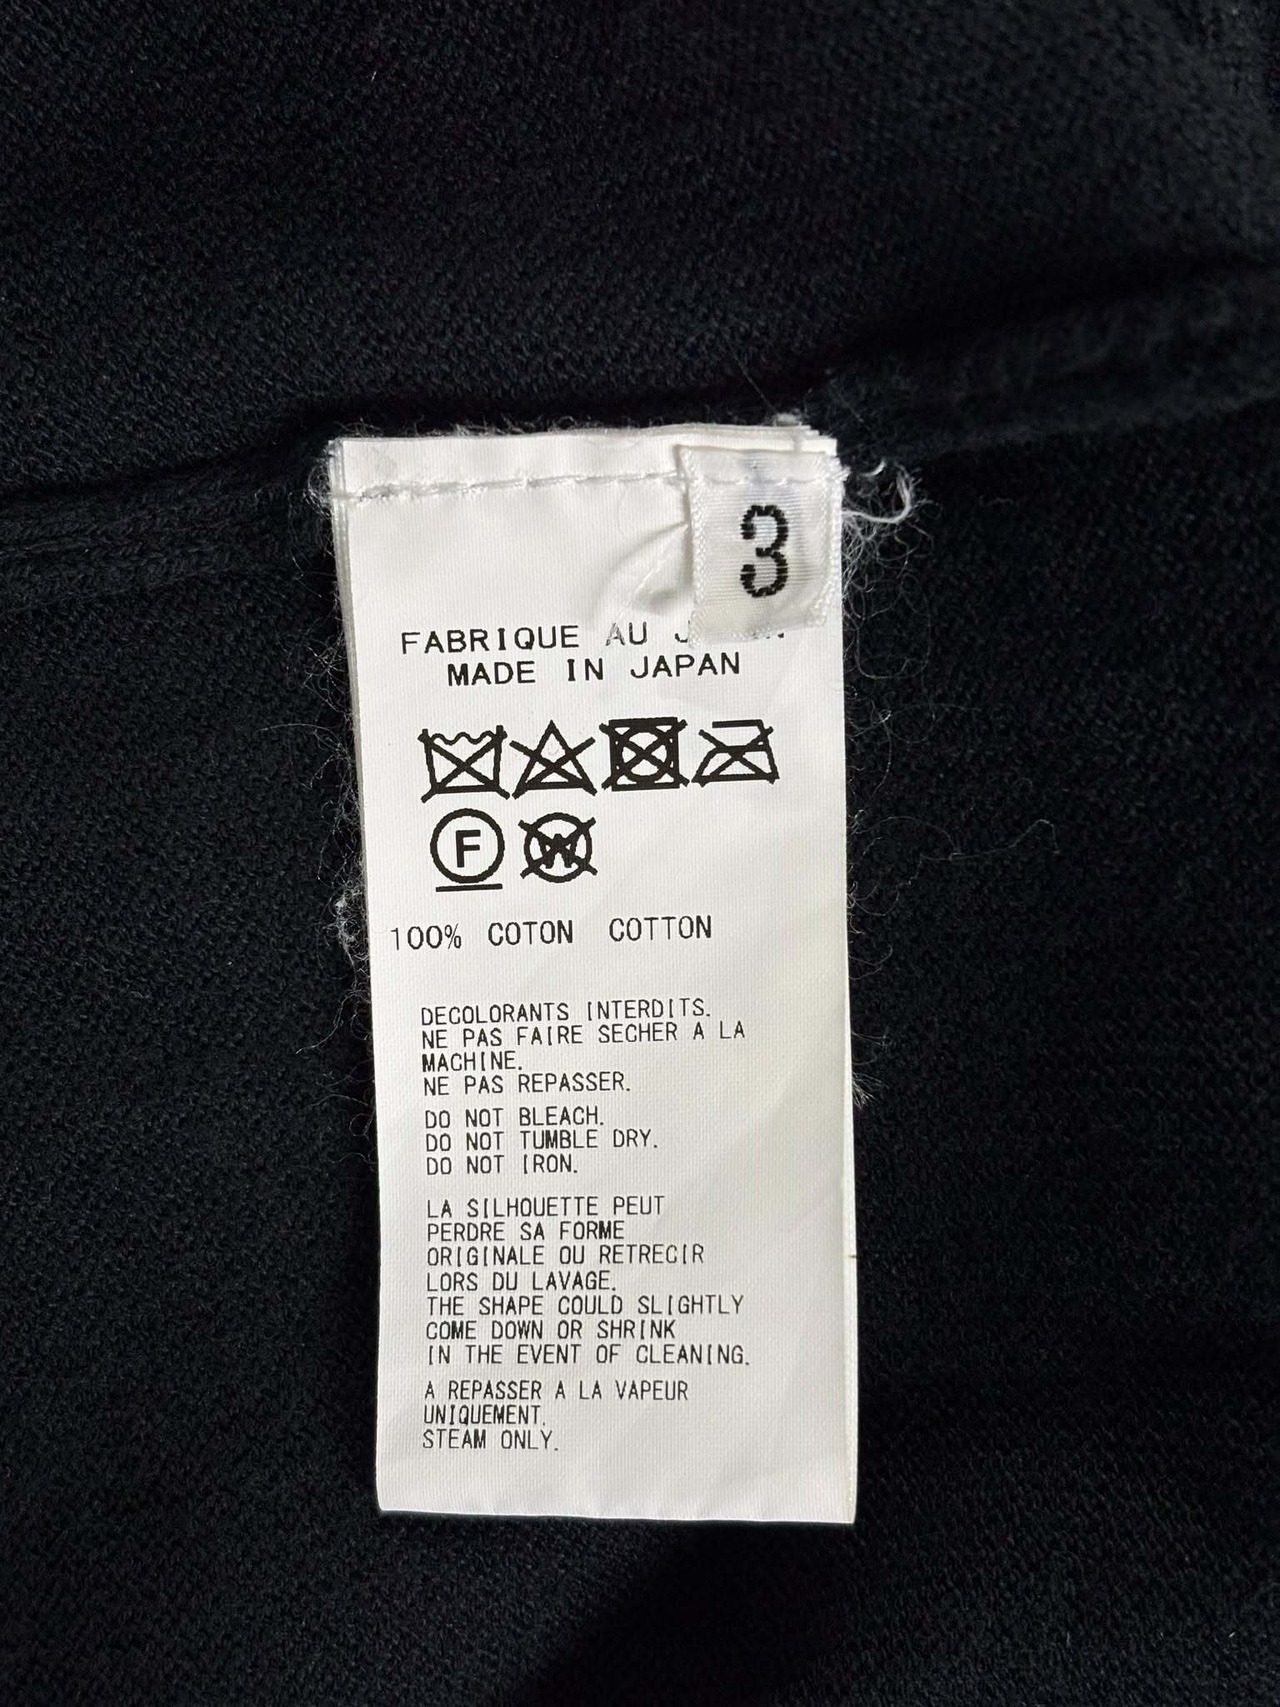 3
FABRIQUE AU
MADE IN JAPAN
F
W
100% COTON COTTON
DECOLORANTS INTERDITS.
NE PAS FAIRE SECHER A LA
MACHINE.
NE PAS REPASSER.
DO NOT BLEACH.
DO NOT TUMBLE DRY.
DO NOT IRON.
LA SILHOUETTE PEUT
PERDRE SA FORME
ORIGINALE OU RETRECIR
LORS DU LAVAGE.
THE SHAPE COULD SLIGHTLY
COME DOWN OR SHRINK
IN THE EVENT OF CLEANING.
A REPASSER A LA VAPEUR
UNIQUEMENT.
STEAM ONLY.